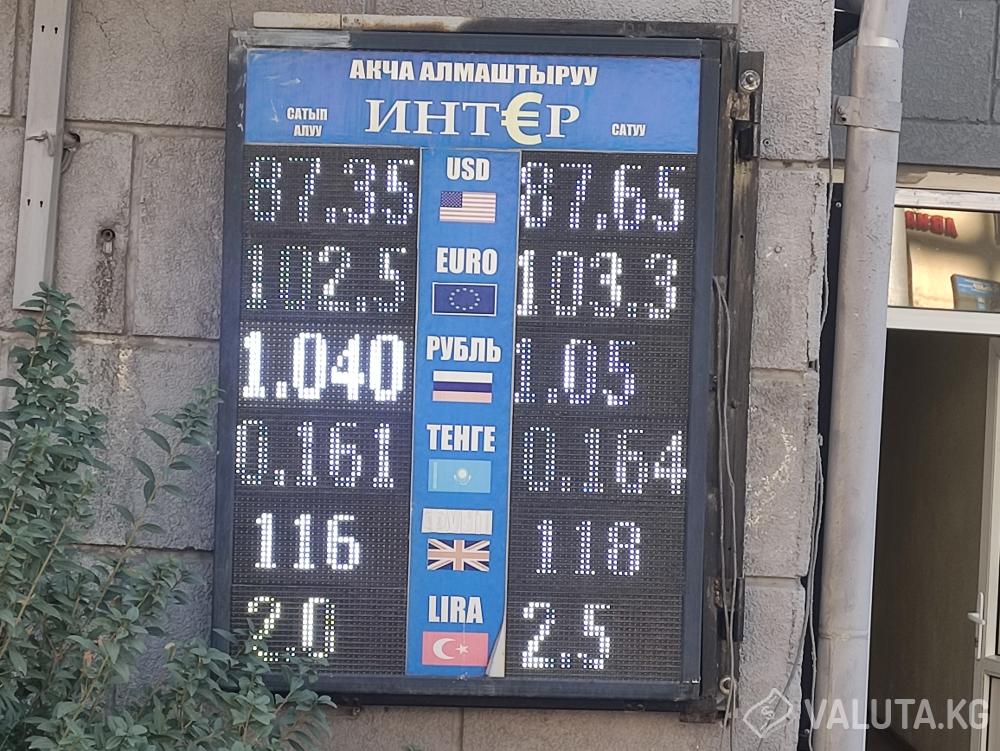 АКЧА АЛМАШТЫРУУ
САТЫП АЛУУ
ИНТ€Р
САТУУ
87.35 USD 87.65
102.5 EURO 103.3
1.040 РУБЛЬ 1.05
0.161 ТЕНГЕ 0.164
116 118
2.0 LIRA 2.5
VALUTA.KG